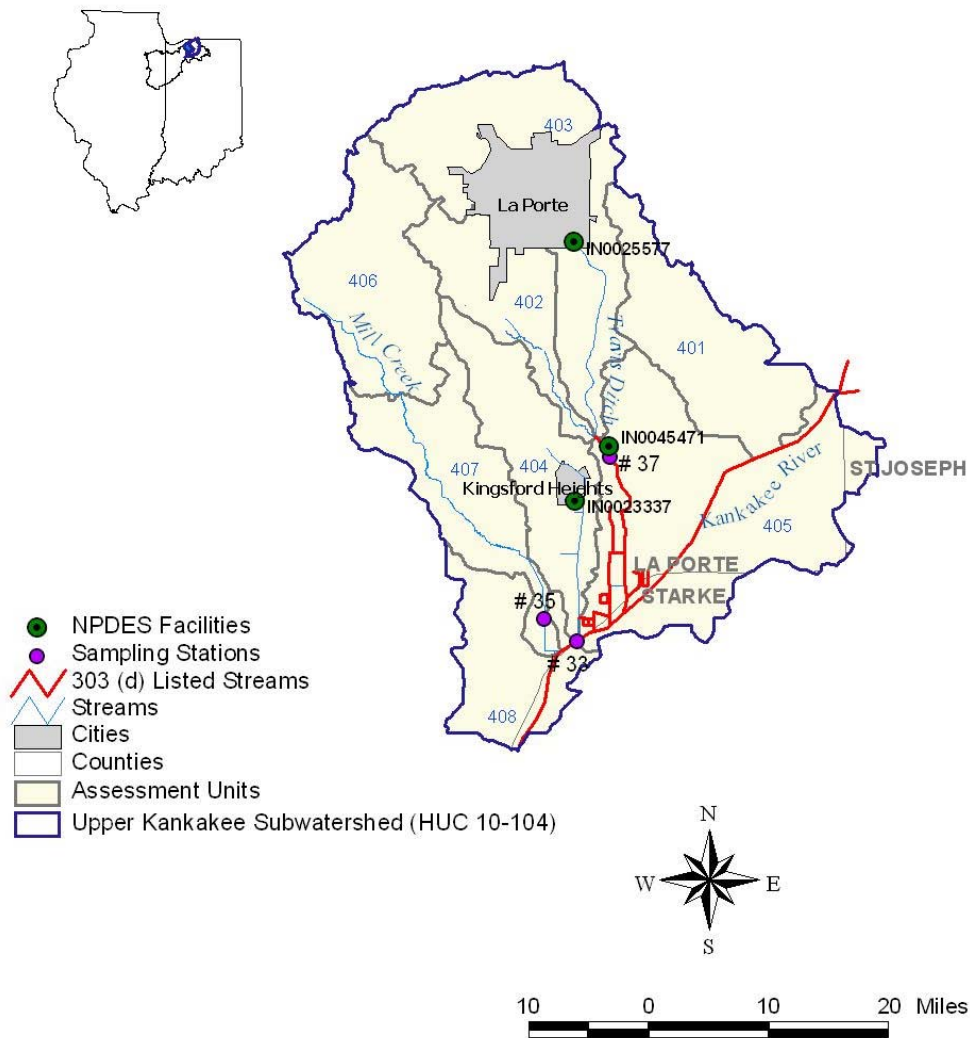 403
La Porte
IN0025577
406
402
Mill Creek
Travis Ditch
401
IN0045471
# 37
ST JOSEPH
407
404
Kingsford Heights
IN0023337
Kankakee River
405
LA PORTE
STARKE
# 35
# 33
408
NPDES Facilities
Sampling Stations
303 (d) Listed Streams
Streams
Cities
Counties
Assessment Units
Upper Kankakee Subwatershed (HUC 10-104)
N
W
E
S
10 0 10 20 Miles